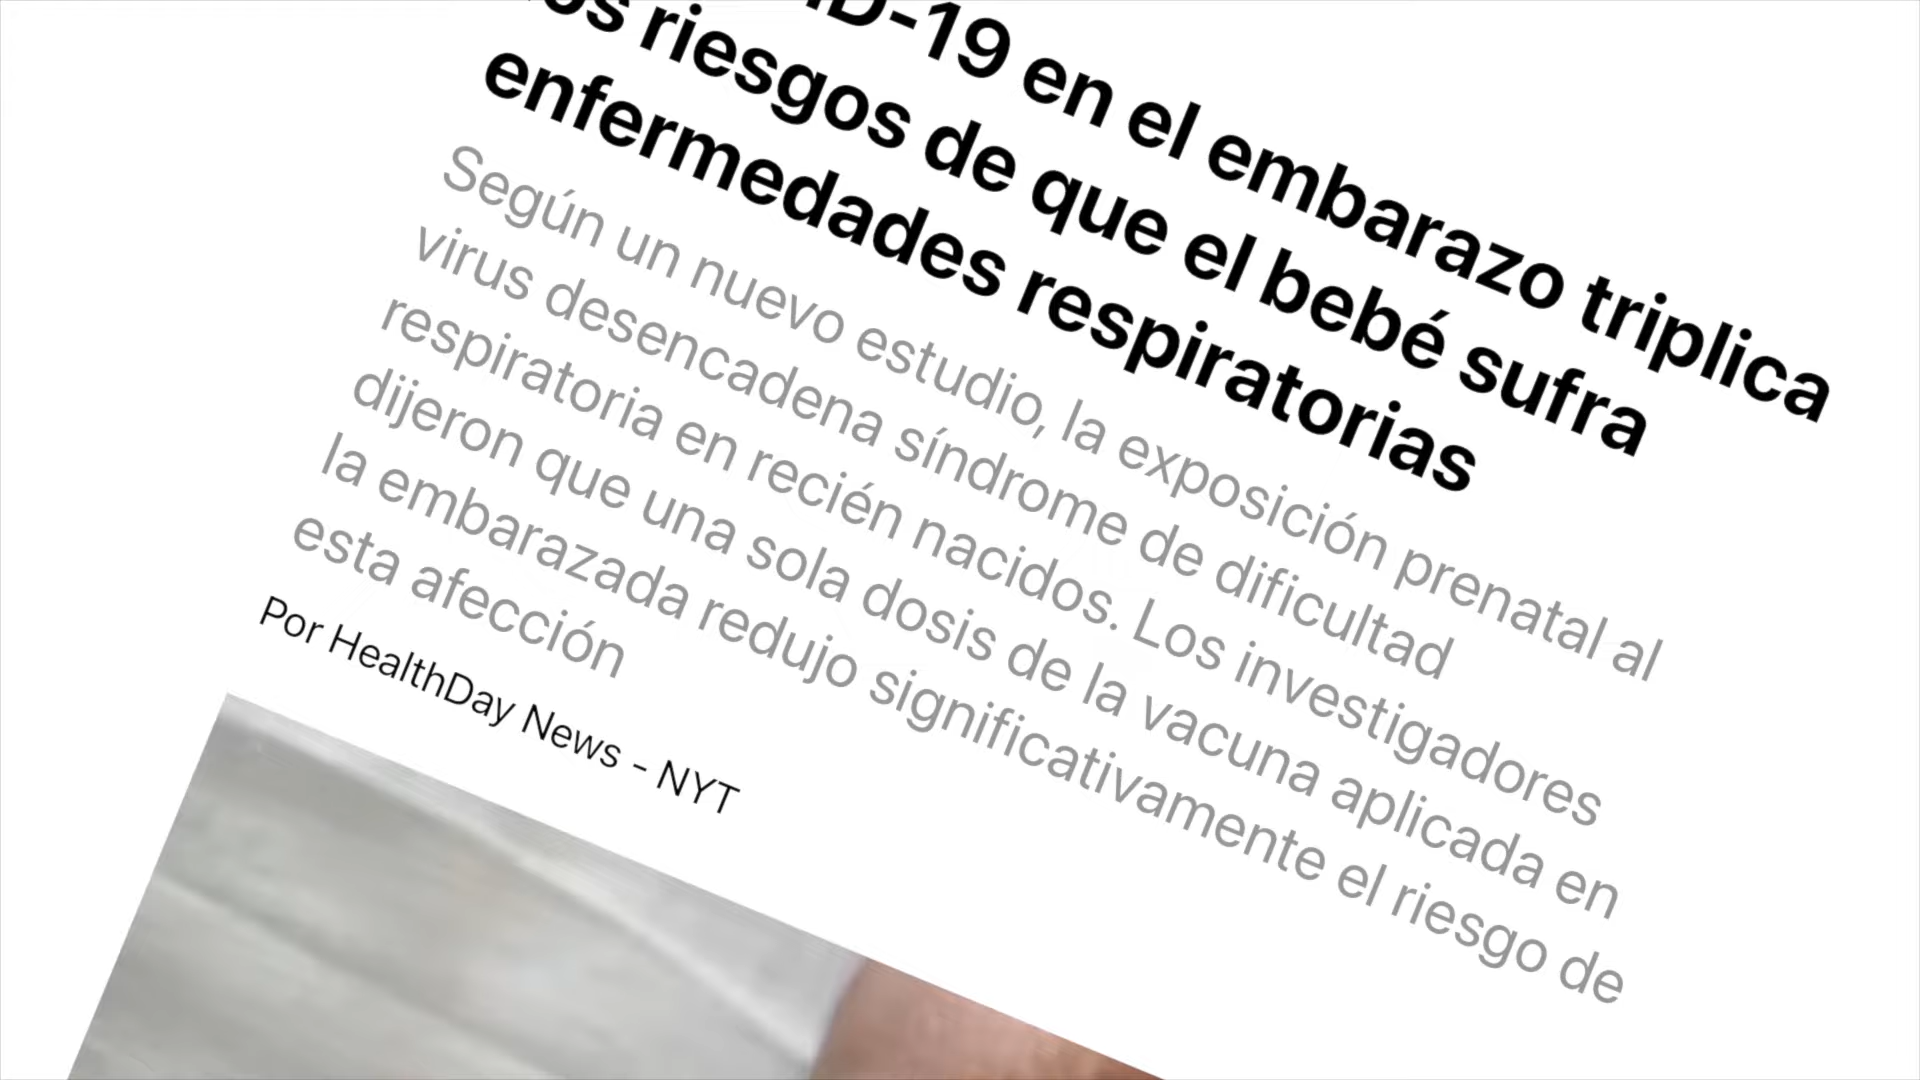 -19 en el embarazo triplica
riesgos de que el bebé sufra
enfermedades respiratorias
Según un nuevo estudio, la exposición prenatal al
virus desencadena síndrome de dificultad
respiratoria en recién nacidos. Los investigadores
dijeron que una sola dosis de la vacuna aplicada en
la embarazada redujo significativamente el riesgo de
esta afección
Por HealthDay News - NYT